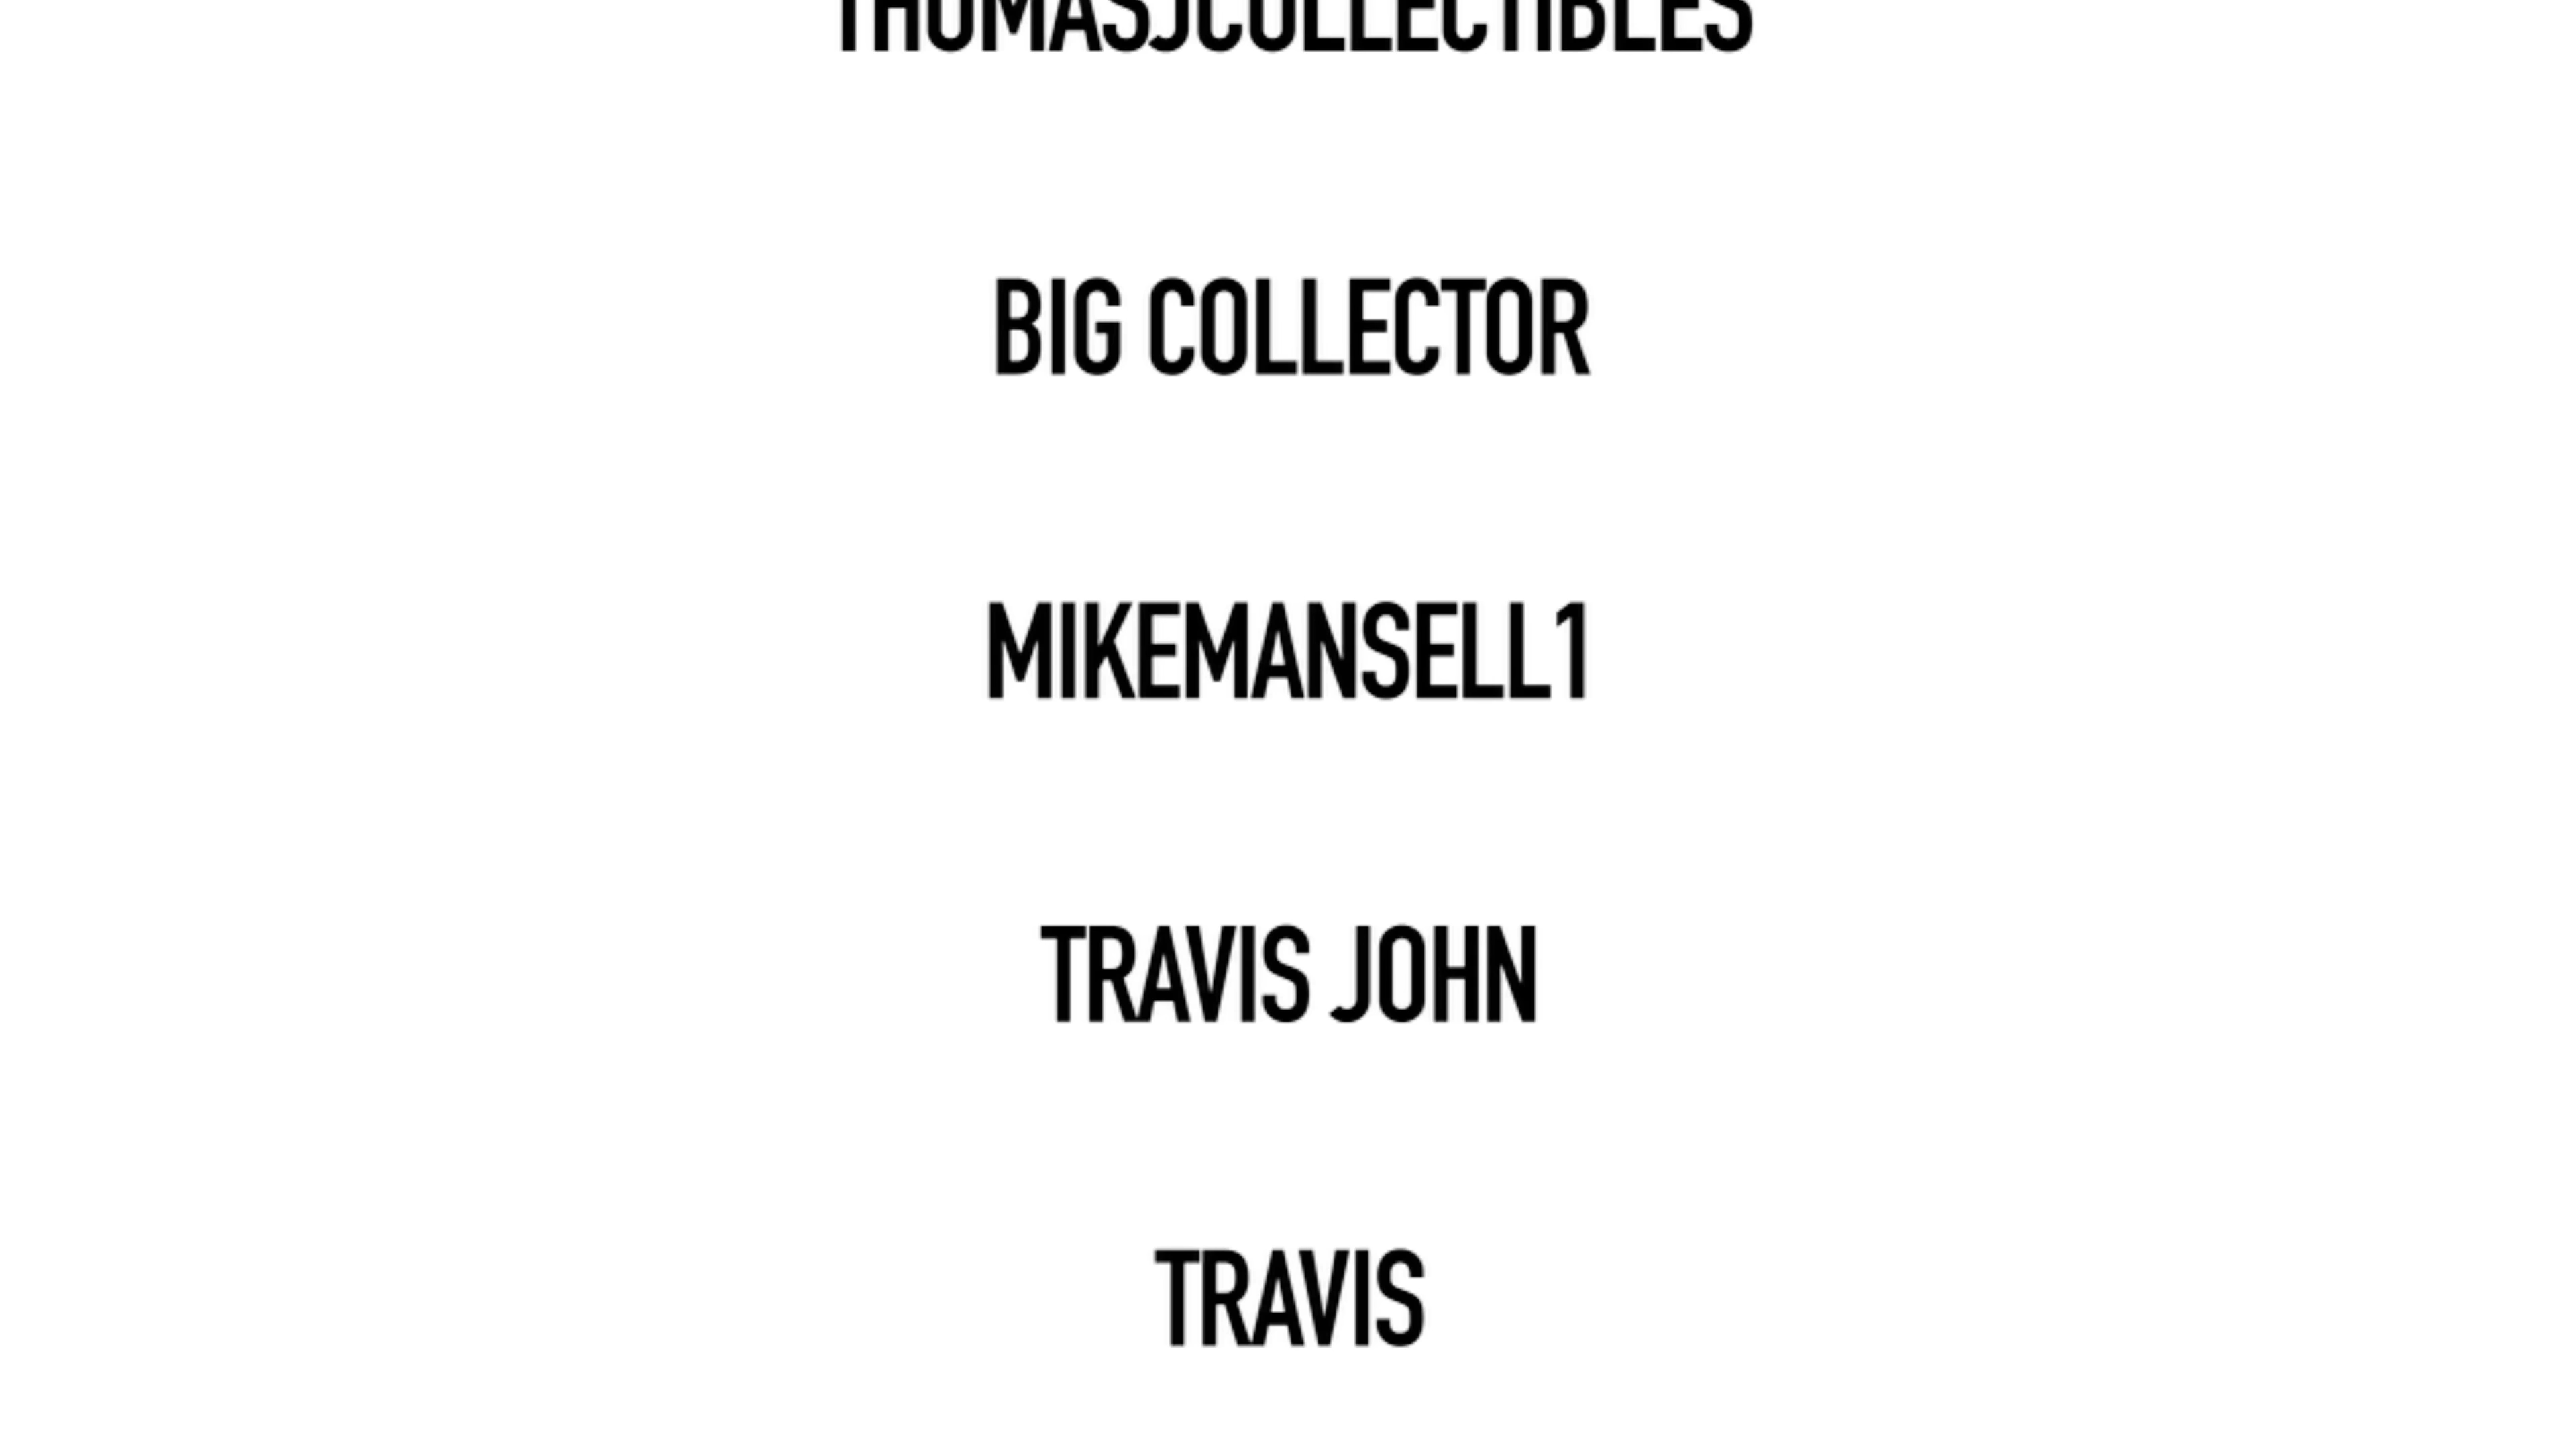 THOMASJCOLLECTIBLES
BIG COLLECTOR
MIKEMANSELL1
TRAVIS JOHN
TRAVIS